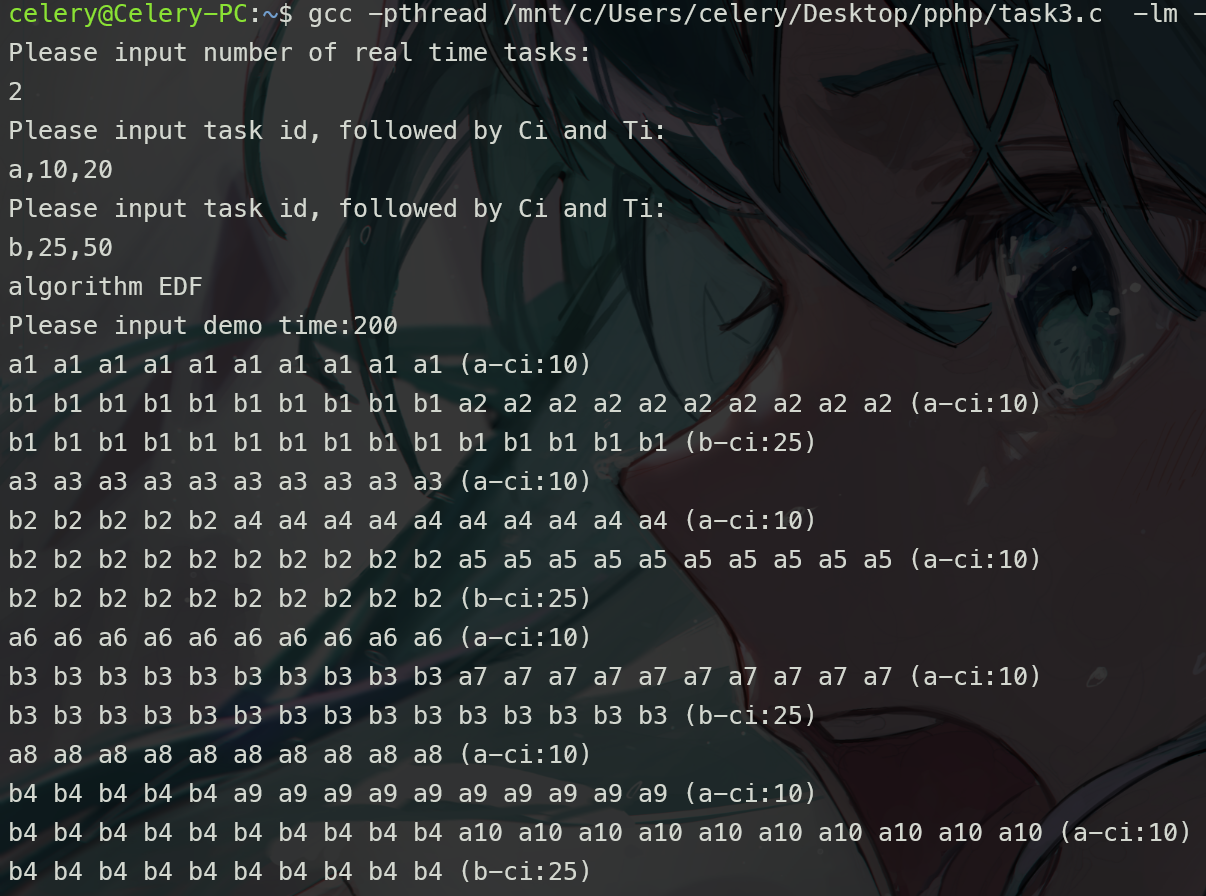 celery@Celery-PC:~$ gcc -pthread /mnt/c/Users/celery/Desktop/pphp/task3.c  -lm -
Please input number of real time tasks:
2
Please input task id, followed by Ci and Ti:
a,10,20
Please input task id, followed by Ci and Ti:
b,25,50
algorithm EDF
Please input demo time:200
a1 a1 a1 a1 a1 a1 a1 a1 a1 a1 (a-ci:10)
b1 b1 b1 b1 b1 b1 b1 b1 b1 b1 a2 a2 a2 a2 a2 a2 a2 a2 a2 a2 (a-ci:10)
b1 b1 b1 b1 b1 b1 b1 b1 b1 b1 b1 b1 b1 b1 b1 (b-ci:25)
a3 a3 a3 a3 a3 a3 a3 a3 a3 a3 (a-ci:10)
b2 b2 b2 b2 b2 a4 a4 a4 a4 a4 a4 a4 a4 a4 a4 (a-ci:10)
b2 b2 b2 b2 b2 b2 b2 b2 b2 b2 a5 a5 a5 a5 a5 a5 a5 a5 a5 a5 (a-ci:10)
b2 b2 b2 b2 b2 b2 b2 b2 b2 b2 (b-ci:25)
a6 a6 a6 a6 a6 a6 a6 a6 a6 a6 (a-ci:10)
b3 b3 b3 b3 b3 b3 b3 b3 b3 b3 a7 a7 a7 a7 a7 a7 a7 a7 a7 a7 (a-ci:10)
b3 b3 b3 b3 b3 b3 b3 b3 b3 b3 b3 b3 b3 b3 b3 (b-ci:25)
a8 a8 a8 a8 a8 a8 a8 a8 a8 a8 (a-ci:10)
b4 b4 b4 b4 b4 a9 a9 a9 a9 a9 a9 a9 a9 a9 a9 (a-ci:10)
b4 b4 b4 b4 b4 b4 b4 b4 b4 b4 a10 a10 a10 a10 a10 a10 a10 a10 a10 a10 (a-ci:10)
b4 b4 b4 b4 b4 b4 b4 b4 b4 b4 (b-ci:25)